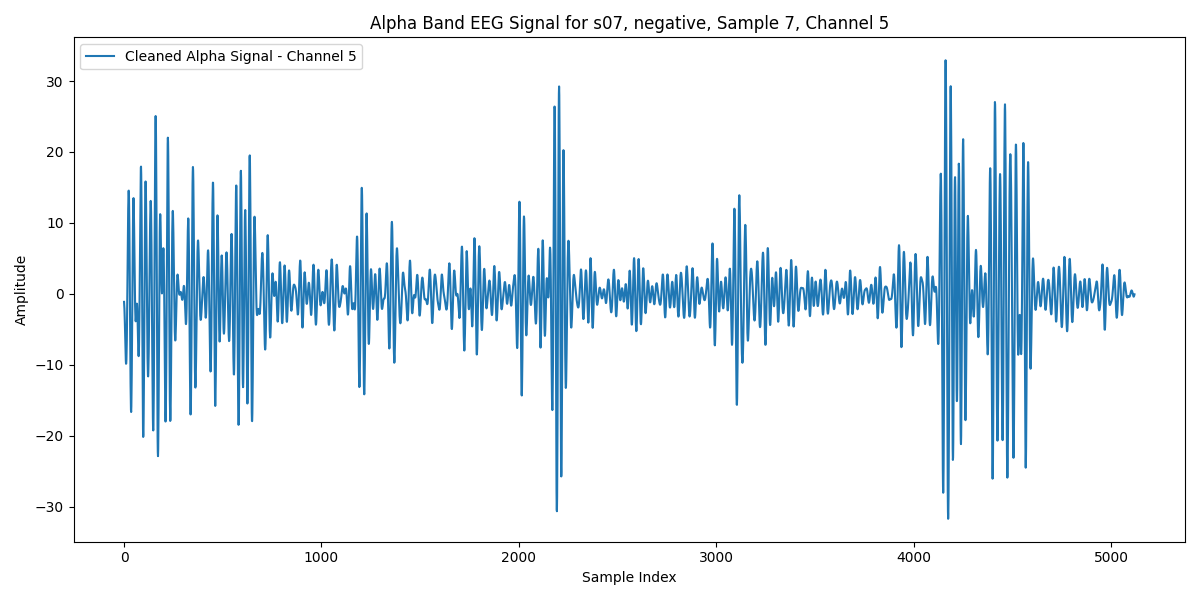 Alpha Band EEG Signal for s07, negative, Sample 7, Channel 5
Cleaned Alpha Signal - Channel 5
Amplitude
30
20
10
0
−10
−20
−30
0 1000 2000 3000 4000 5000
Sample Index